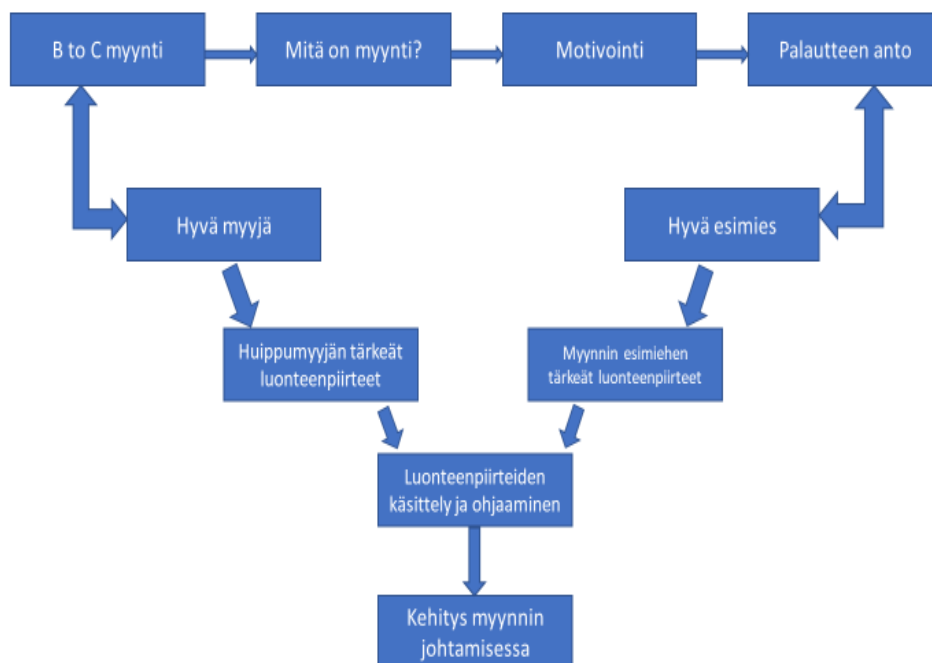 B to C myynti
Mitä on myynti?
Motivointi
Palautteen anto
Hyvä myyjä
Hyvä esimies
Huippumyyjän tärkeät
luonteenpiirteet
Myynnin esimiehen
tärkeät luonteenpiirteet
Luonteenpiirteiden
käsittely ja ohjaaminen
Kehitys myynnin
johtamisessa